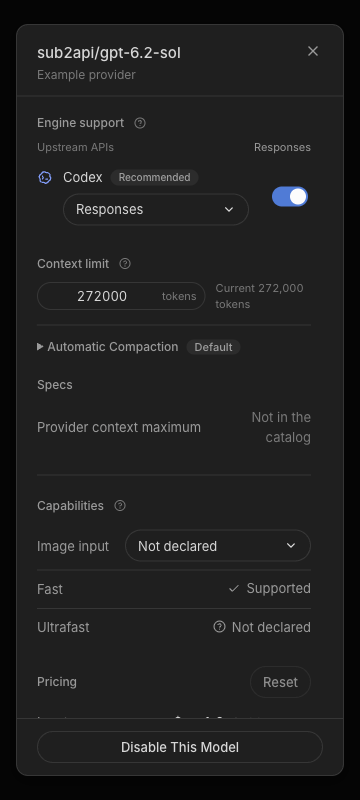 sub2api/gpt-6.2-sol
Example provider
Engine support
Upstream APIs Responses
Codex Recommended
Responses
Context limit
272000 tokens
Current 272,000
tokens
Automatic Compaction Default
Specs
Provider context maximum
Not in the
catalog
Capabilities
Image input Not declared
Fast Supported
Ultrafast Not declared
Pricing Reset
Disable This Model